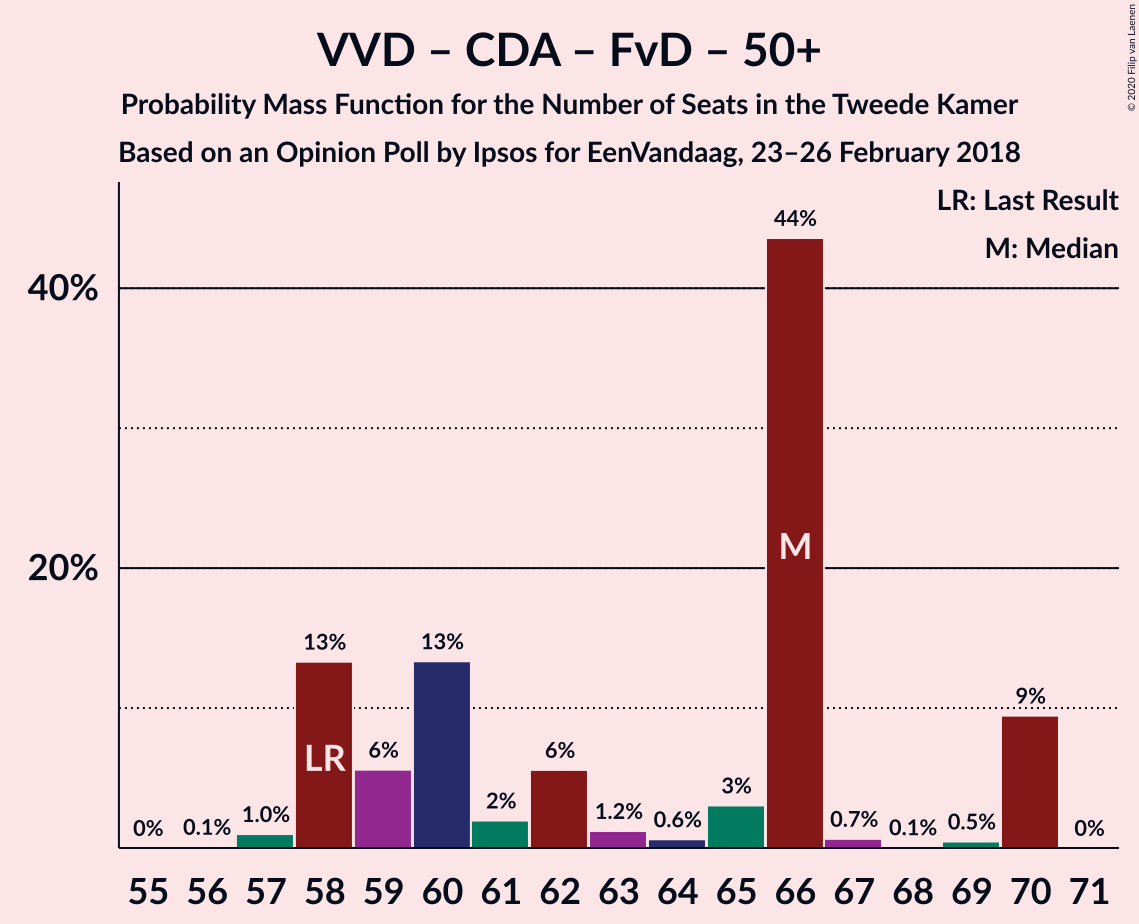 VVD – CDA – FvD – 50+
Probability Mass Function for the Number of Seats in the Tweede Kamer
Based on an Opinion Poll by Ipsos for EenVandaag, 23–26 February 2018
© 2020 Filip van Laenen
LR: Last Result
M: Median
40%
20%
0%
0.1%
1.0%
13%
6%
13%
2%
6%
1.2%
0.6%
3%
44%
0.7%
0.1%
0.5%
9%
0%
LR
M
55 56 57 58 59 60 61 62 63 64 65 66 67 68 69 70 71